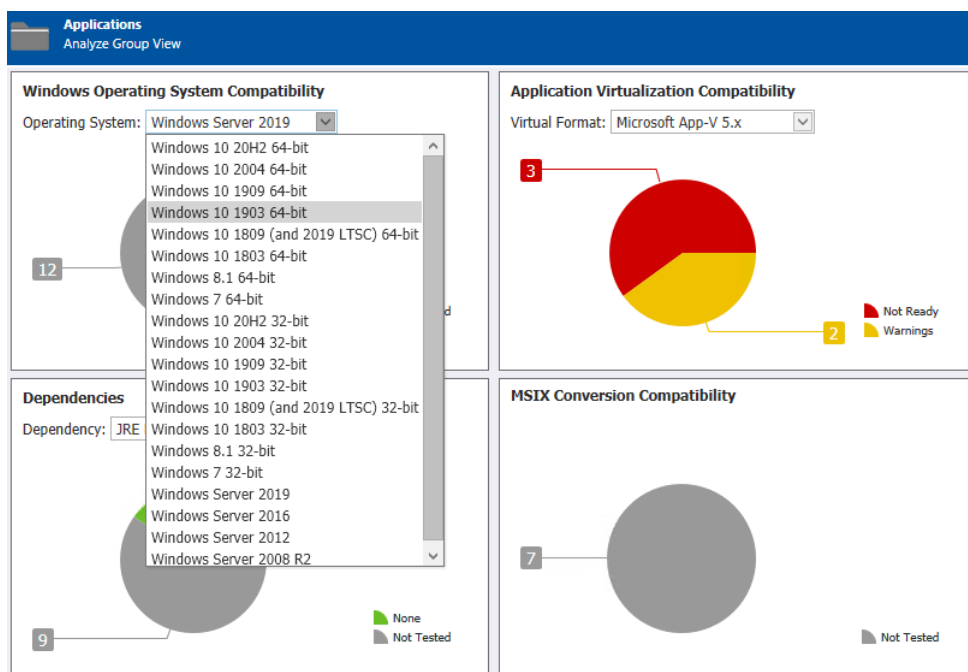 Applications
Analyze Group View
Windows Operating System Compatibility
Operating System: Windows Server 2019
Windows 10 20H2 64-bit
Windows 10 2004 64-bit
Windows 10 1909 64-bit
Windows 10 1903 64-bit
Windows 10 1809 (and 2019 LTSC) 64-bit
Windows 10 1803 64-bit
Windows 8.1 64-bit
Windows 7 64-bit
Windows 10 20H2 32-bit
Windows 10 2004 32-bit
Windows 10 1909 32-bit
Windows 10 1903 32-bit
Windows 10 1809 (and 2019 LTSC) 32-bit
Windows 10 1803 32-bit
Windows 8.1 32-bit
Windows 7 32-bit
Windows Server 2019
Windows Server 2016
Windows Server 2012
Windows Server 2008 R2
12
d
Application Virtualization Compatibility
Virtual Format: Microsoft App-V 5.x
3
2
Not Ready
Warnings
Dependencies
Dependency: JRE
9
None
Not Tested
MSIX Conversion Compatibility
7
Not Tested